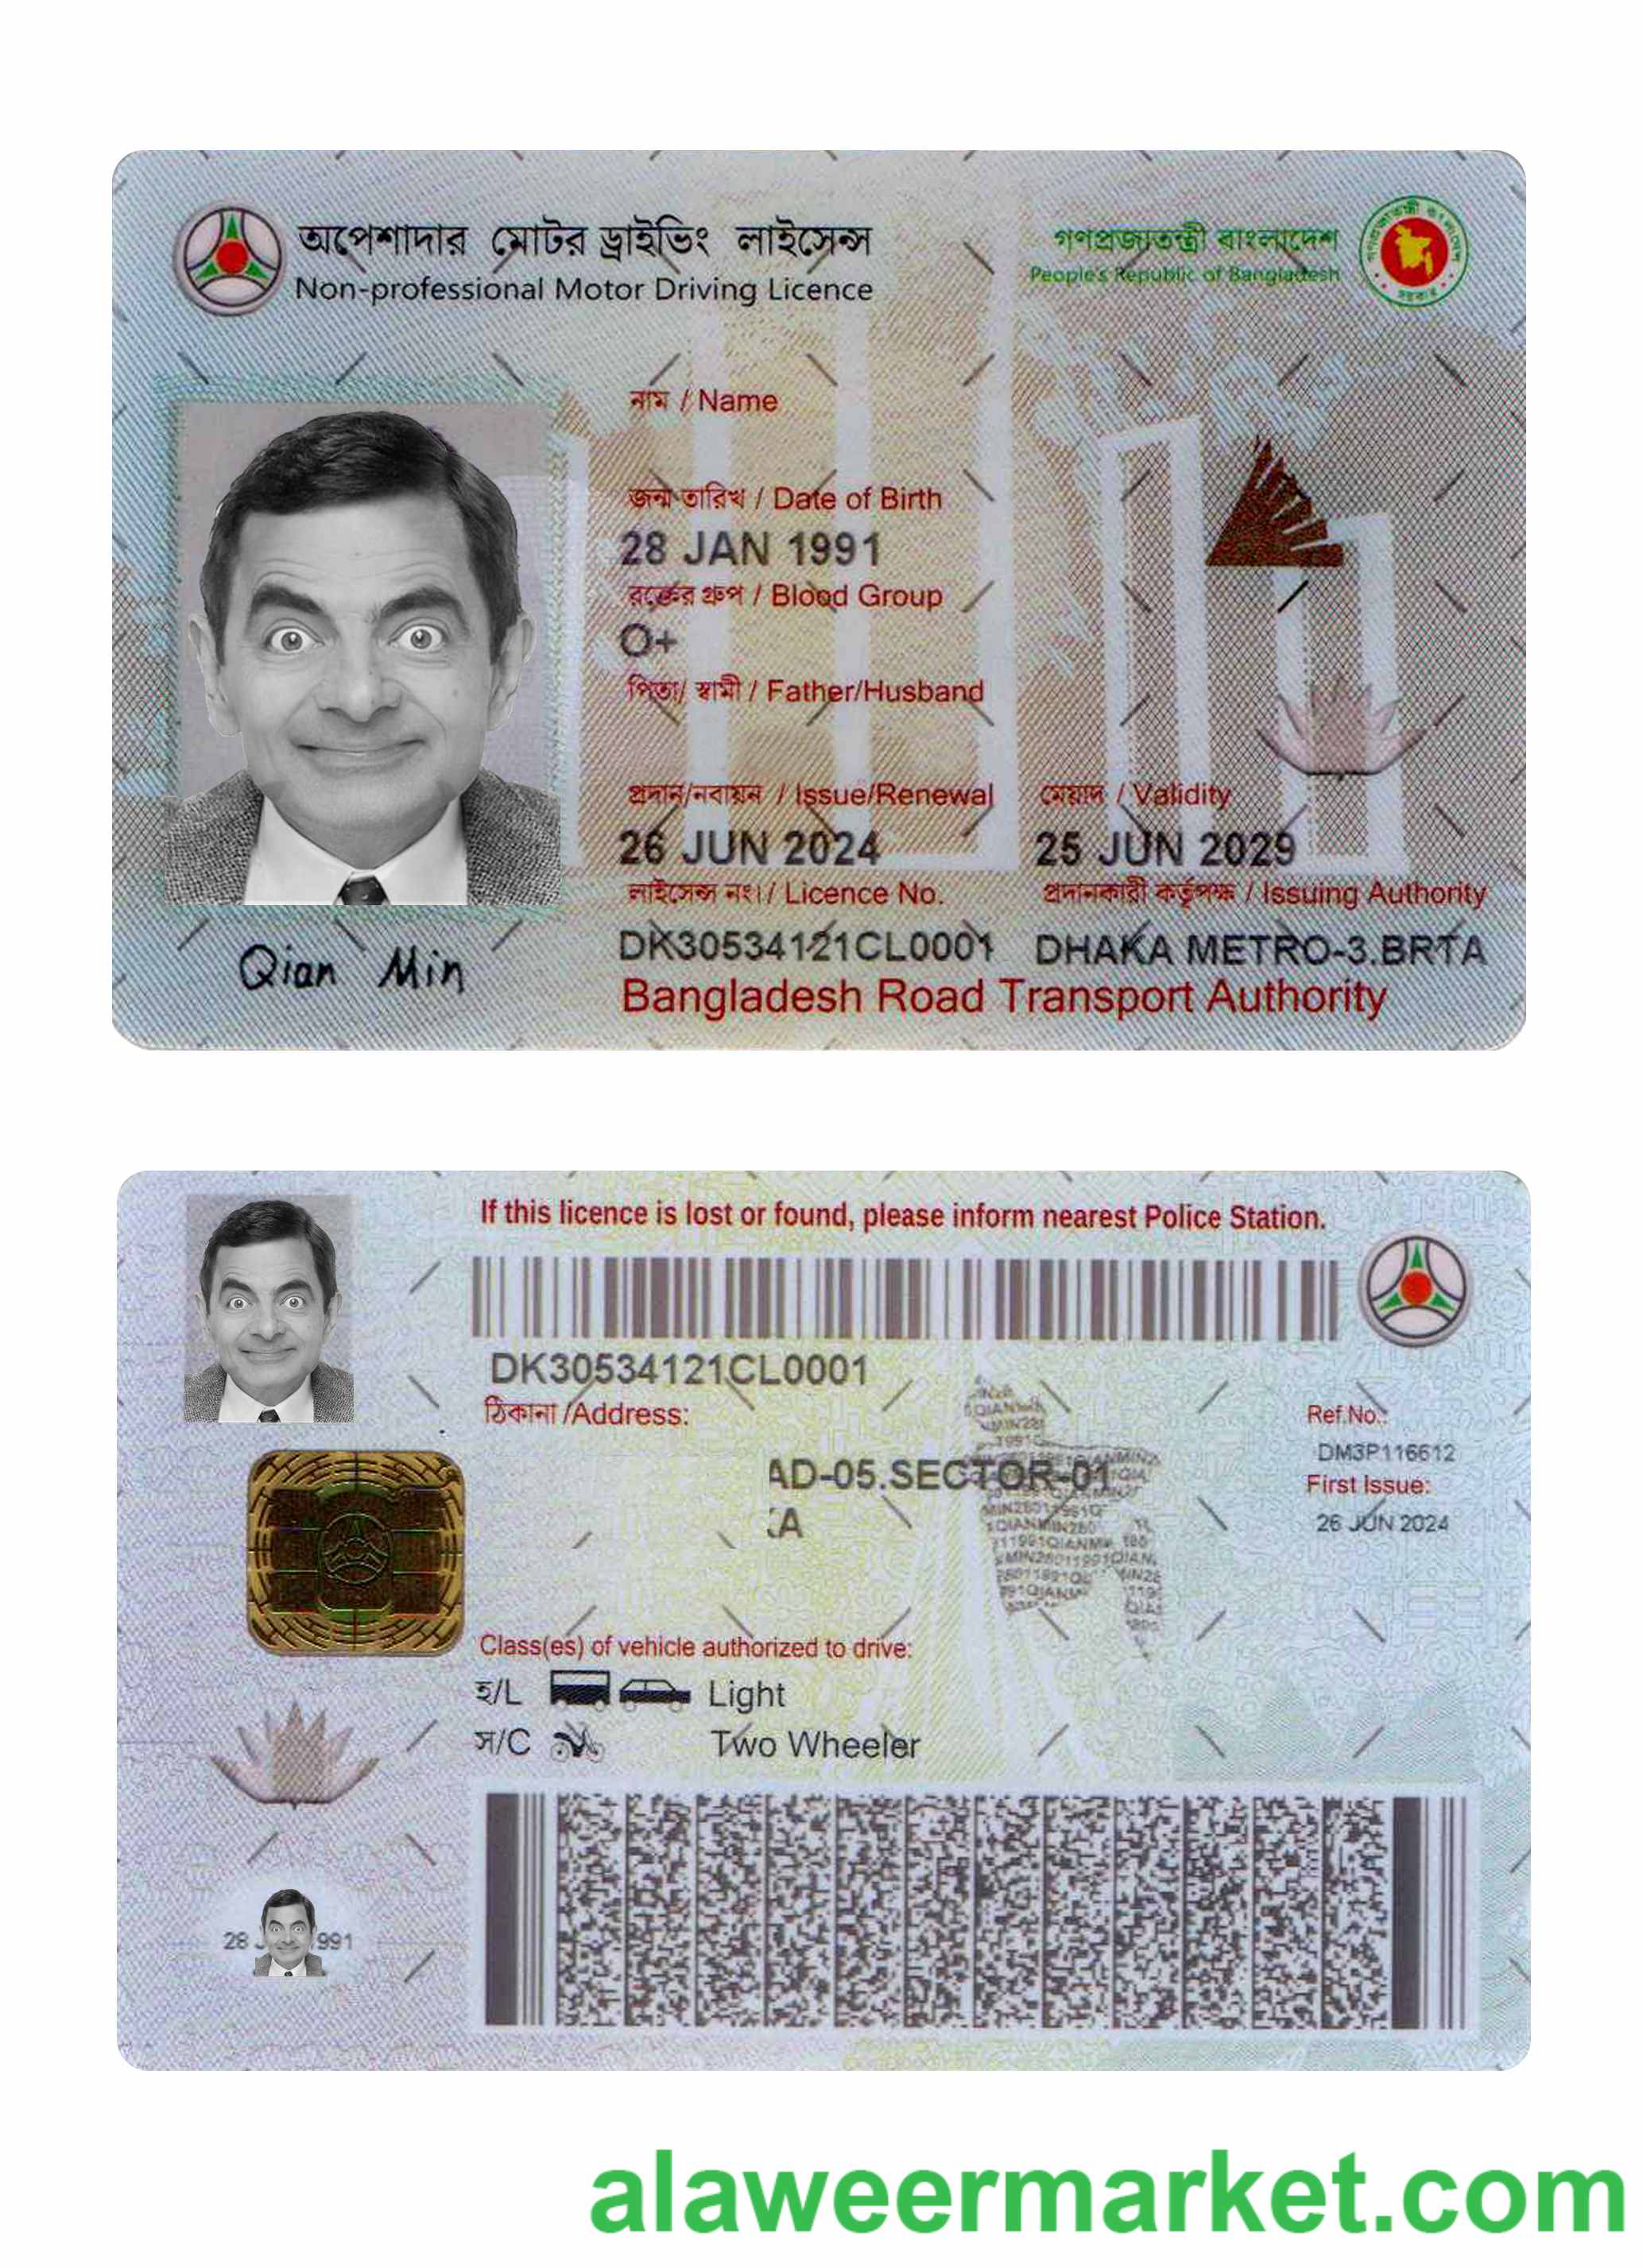 অপেশাদার মোটর ড্রাইভিং লাইসেন্স
Non-professional Motor Driving Licence
গণপ্রজাতন্ত্রী বাংলাদেশ
People's Republic of Bangladesh
নাম / Name
জন্ম তারিখ / Date of Birth
28 JAN 1991
রক্তের গ্রুপ / Blood Group
O+
পিতা/ স্বামী / Father/Husband
প্রদান/নবায়ন / Issue/Renewal
মেয়াদ / Validity
26 JUN 2024
25 JUN 2029
লাইসেন্স নং।/ Licence No.
প্রদানকারী কর্তৃপক্ষ / Issuing Authority
DK30534121CL0001
DHAKA METRO-3.BRTA
Qian Min
Bangladesh Road Transport Authority
If this licence is lost or found, please inform nearest Police Station.
DK30534121CL0001
ঠিকানা /Address:
Ref.No.:
DM3P116612
AD-05.SECTOR-01
First Issue:
KA
26 JUN 2024
Class(es) of vehicle authorized to drive:
হ/L Light
স/C Two Wheeler
28 J 991
alaweermarket.com